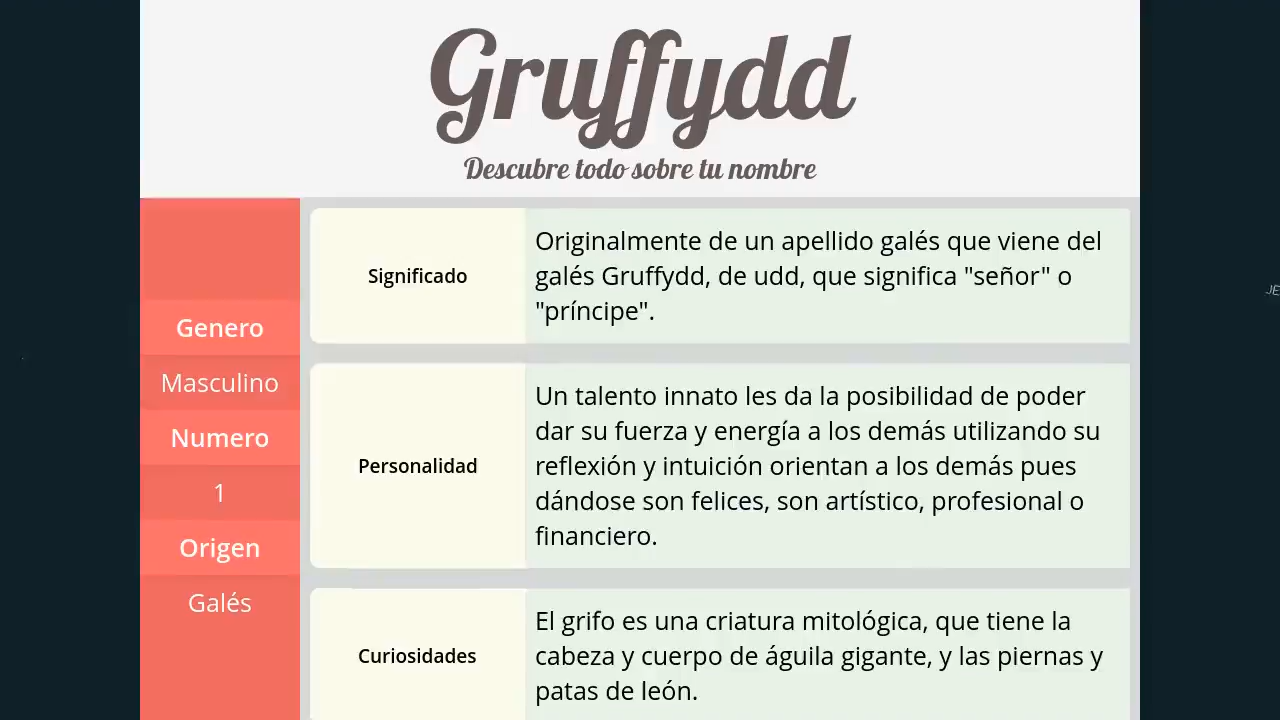 Gruffydd
Descubre todo sobre tu nombre
Genero
Masculino
Numero
1
Origen
Galés
Significado
Originalmente de un apellido galés que viene del
galés Gruffydd, de udd, que significa "señor" o
"príncipe".
Personalidad
Un talento innato les da la posibilidad de poder
dar su fuerza y energía a los demás utilizando su
reflexión y intuición orientan a los demás pues
dándose son felices, son artístico, profesional o
financiero.
Curiosidades
El grifo es una criatura mitológica, que tiene la
cabeza y cuerpo de águila gigante, y las piernas y
patas de león.
JE